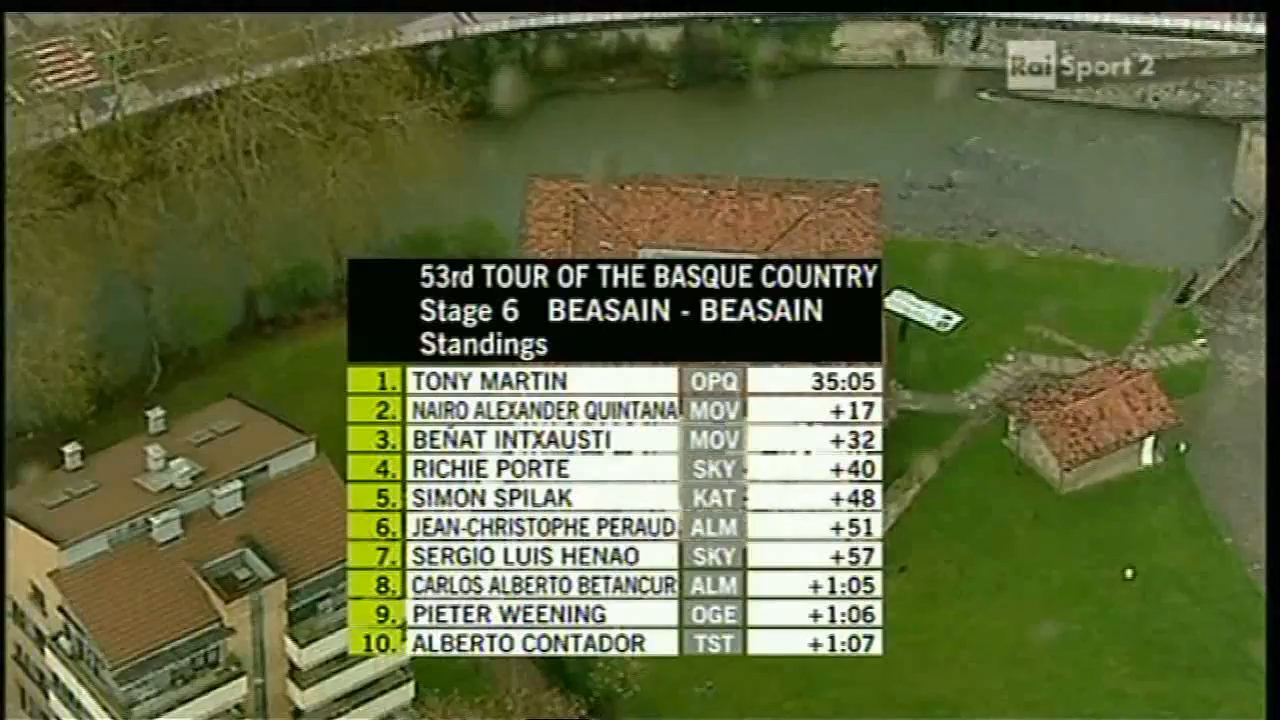 Rai Sport 2
53rd TOUR OF THE BASQUE COUNTRY
Stage 6 BEASAIN - BEASAIN
Standings
1. TONY MARTIN OPQ 35:05
2. NAIRO ALEXANDER QUINTANA MOV +17
3. BEÑAT INTXAUSTI MOV +32
4. RICHIE PORTE SKY +40
5. SIMON SPILAK KAT +48
6. JEAN-CHRISTOPHE PERAUD ALM +51
7. SERGIO LUIS HENAO SKY +57
8. CARLOS ALBERTO BETANCUR ALM +1:05
9. PIETER WEENING OGE +1:06
10. ALBERTO CONTADOR TST +1:07